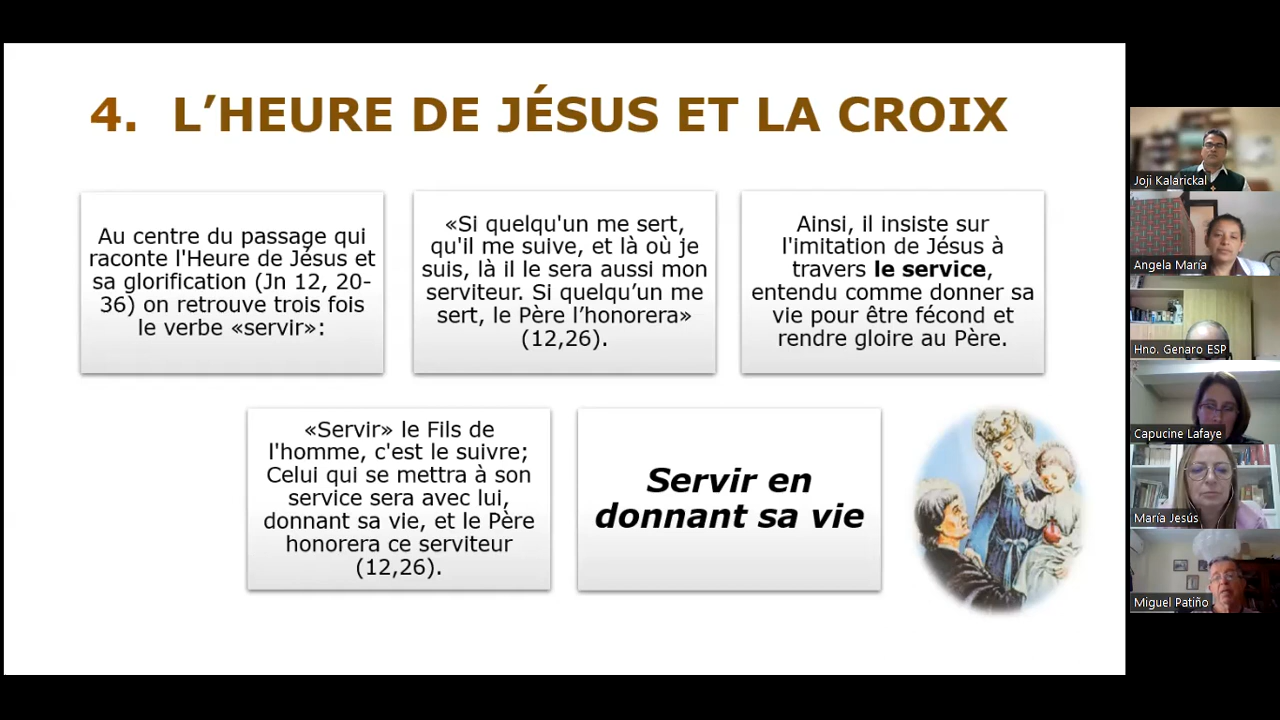 4. L’HEURE DE JÉSUS ET LA CROIX
Au centre du passage qui
raconte l'Heure de Jésus et
sa glorification (Jn 12, 20-
36) on retrouve trois fois
le verbe «servir»:
«Si quelqu'un me sert,
qu'il me suive, et là où je
suis, là il le sera aussi mon
serviteur. Si quelqu’un me
sert, le Père l’honorera»
(12,26).
Ainsi, il insiste sur
l'imitation de Jésus à
travers le service,
entendu comme donner sa
vie pour être fécond et
rendre gloire au Père.
«Servir» le Fils de
l'homme, c'est le suivre;
Celui qui se mettra à son
service sera avec lui,
donnant sa vie, et le Père
honorera ce serviteur
(12,26).
Servir en
donnant sa vie
Joji Kalarickal
Angela María
Hno. Genaro ESP
Capucine Lafaye
María Jesús
Miguel Patiño